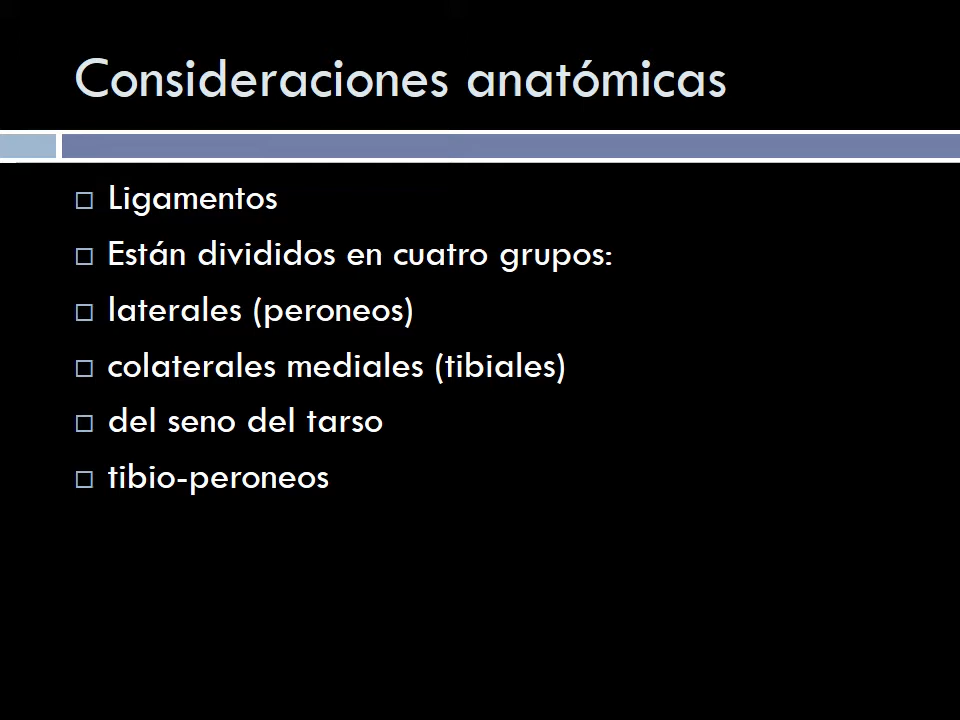 Consideraciones anatómicas
Ligamentos
Están divididos en cuatro grupos:
laterales (peroneos)
colaterales mediales (tibiales)
del seno del tarso
tibio-peroneos